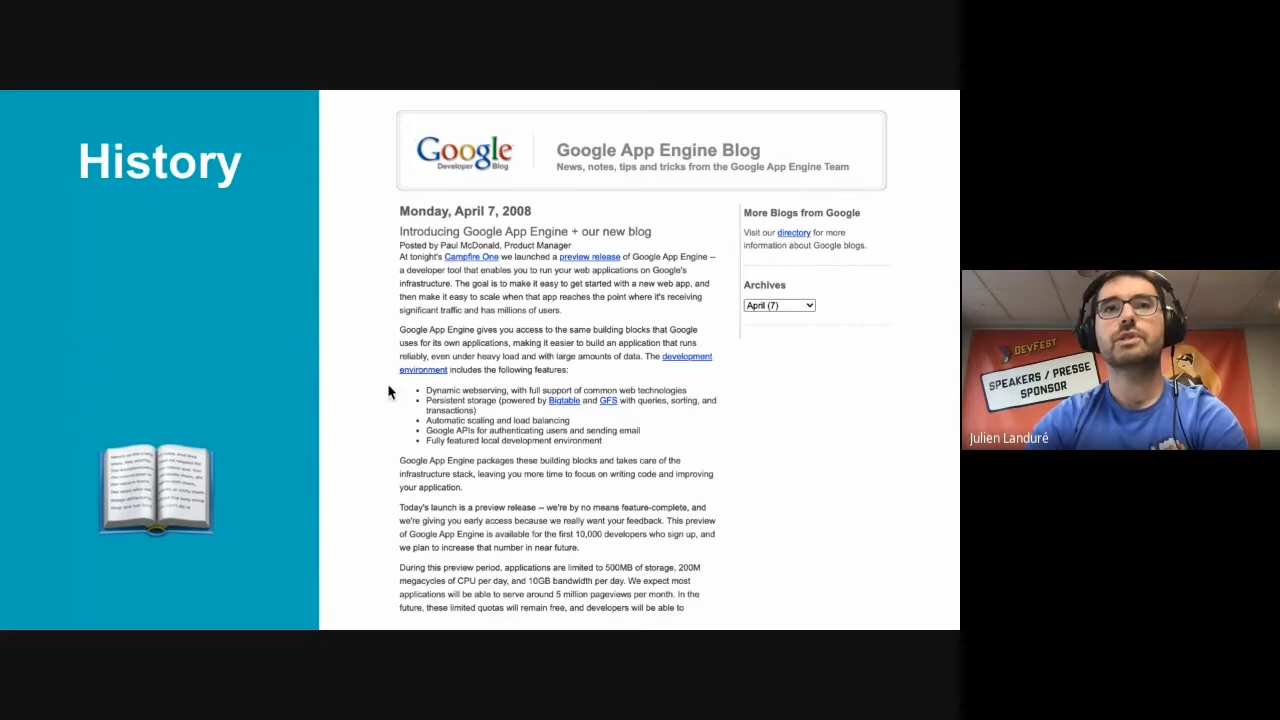 History
Google
Developer Blog
Google App Engine Blog
News, notes, tips and tricks from the Google App Engine Team
Monday, April 7, 2008
Introducing Google App Engine + our new blog
Posted by Paul McDonald, Product Manager
At tonight's Campfire One we launched a preview release of Google App Engine --
a developer tool that enables you to run your web applications on Google's
infrastructure. The goal is to make it easy to get started with a new web app, and
then make it easy to scale when that app reaches the point where it's receiving
significant traffic and has millions of users.
Google App Engine gives you access to the same building blocks that Google
uses for its own applications, making it easier to build an application that runs
reliably, even under heavy load and with large amounts of data. The development
environment includes the following features:
• Dynamic webserving, with full support of common web technologies
• Persistent storage (powered by Bigtable and GFS with queries, sorting, and
transactions)
• Automatic scaling and load balancing
• Google APIs for authenticating users and sending email
• Fully featured local development environment
Google App Engine packages these building blocks and takes care of the
infrastructure stack, leaving you more time to focus on writing code and improving
your application.
Today's launch is a preview release -- we're by no means feature-complete, and
we're giving you early access because we really want your feedback. This preview
of Google App Engine is available for the first 10,000 developers who sign up, and
we plan to increase that number in near future.
During this preview period, applications are limited to 500MB of storage, 200M
megacycles of CPU per day, and 10GB bandwidth per day. We expect most
applications will be able to serve around 5 million pageviews per month. In the
future, these limited quotas will remain free, and developers will be able to
More Blogs from Google
Visit our directory for more
information about Google blogs.
Archives
April (7)
DEVFEST
SPEAKERS / PRESSE
SPONSOR
Julien Landuré